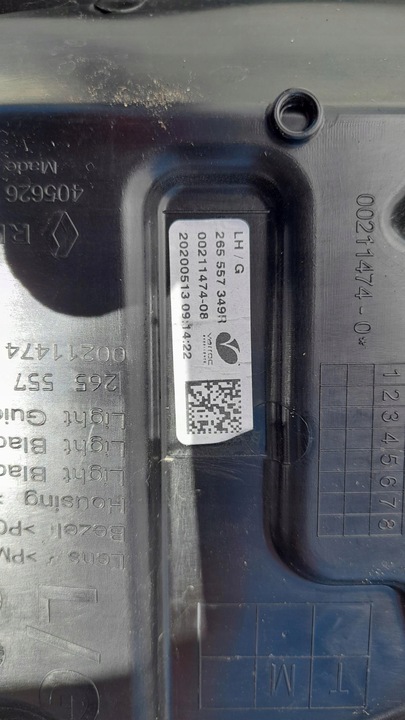 LH / G
265 557 349R
00211474-08
20200513 09:14:22
00211474-0*
1
2
3
4
5
6
7
8
T
M
405626
Made
00211474
265 557
Light Guid
Light Blad
Light Blad
Housing >
Bezel >PC
Lens >PM